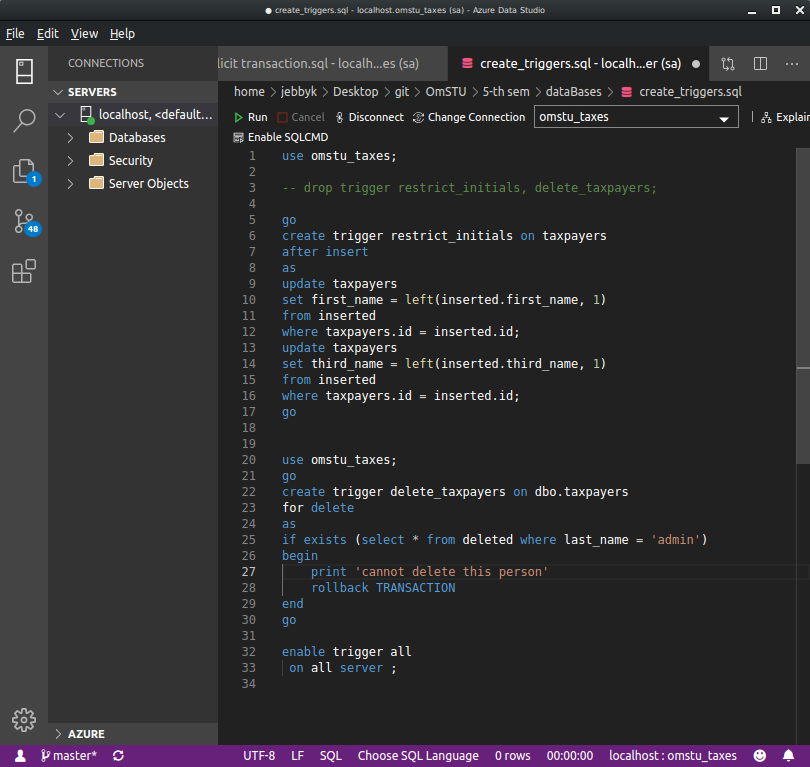 ● create_triggers.sql - localhost.omstu_taxes (sa) - Azure Data Studio
File Edit View Help
CONNECTIONS
licit transaction.sql - localh...es (sa)
create_triggers.sql - localh...er (sa) ●
SERVERS
home > jebbyk > Desktop > git > OmSTU > 5-th sem > dataBases > create_triggers.sql
localhost, <default...
Run Cancel Disconnect Change Connection omstu_taxes Explain
Databases
Enable SQLCMD
Security
Server Objects
1
48
1 use omstu_taxes;
2
3 -- drop trigger restrict_initials, delete_taxpayers;
4
5 go
6 create trigger restrict_initials on taxpayers
7 after insert
8 as
9 update taxpayers
10 set first_name = left(inserted.first_name, 1)
11 from inserted
12 where taxpayers.id = inserted.id;
13 update taxpayers
14 set third_name = left(inserted.third_name, 1)
15 from inserted
16 where taxpayers.id = inserted.id;
17 go
18
19
20 use omstu_taxes;
21 go
22 create trigger delete_taxpayers on dbo.taxpayers
23 for delete
24 as
25 if exists (select * from deleted where last_name = 'admin')
26 begin
27 print 'cannot delete this person'
28 rollback TRANSACTION
29 end
30 go
31
32 enable trigger all
33 on all server ;
34
AZURE
master* UTF-8 LF SQL Choose SQL Language 0 rows 00:00:00 localhost : omstu_taxes